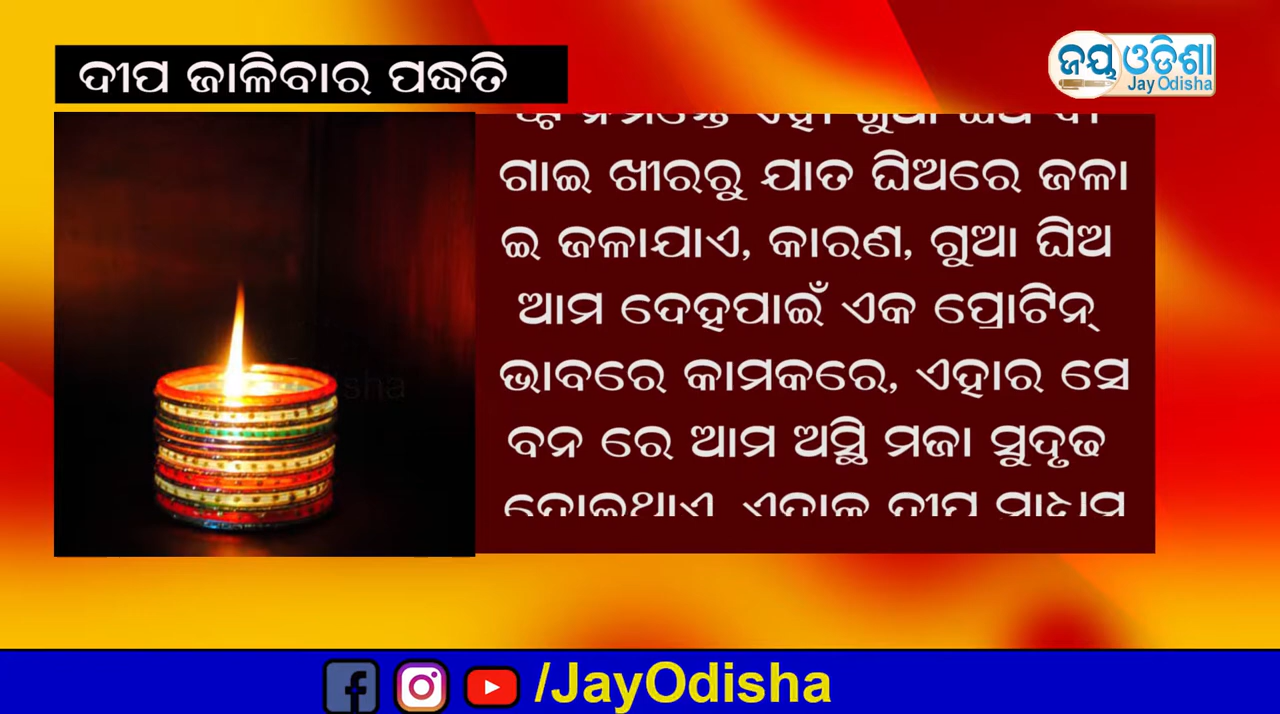 ଦୀପ ଜାଳିବାର ପଦ୍ଧତି
ଜୟ ଓଡିଶା
Jay Odisha
ଗୁଆ ଘିଅ ବା
ଗାଇ ଖୀରରୁ ଯାତ ଘିଅରେ ଜଳା
ଇ ଜଳାଯାଏ, କାରଣ, ଗୁଆ ଘିଅ
ଆମ ଦେହପାଇଁ ଏକ ପ୍ରୋଟିନ୍
ଭାବରେ କାମକରେ, ଏହାର ସେ
ବନ ରେ ଆମ ଅସ୍ଥି ମଜା ସୁଦୃଢ
/JayOdisha